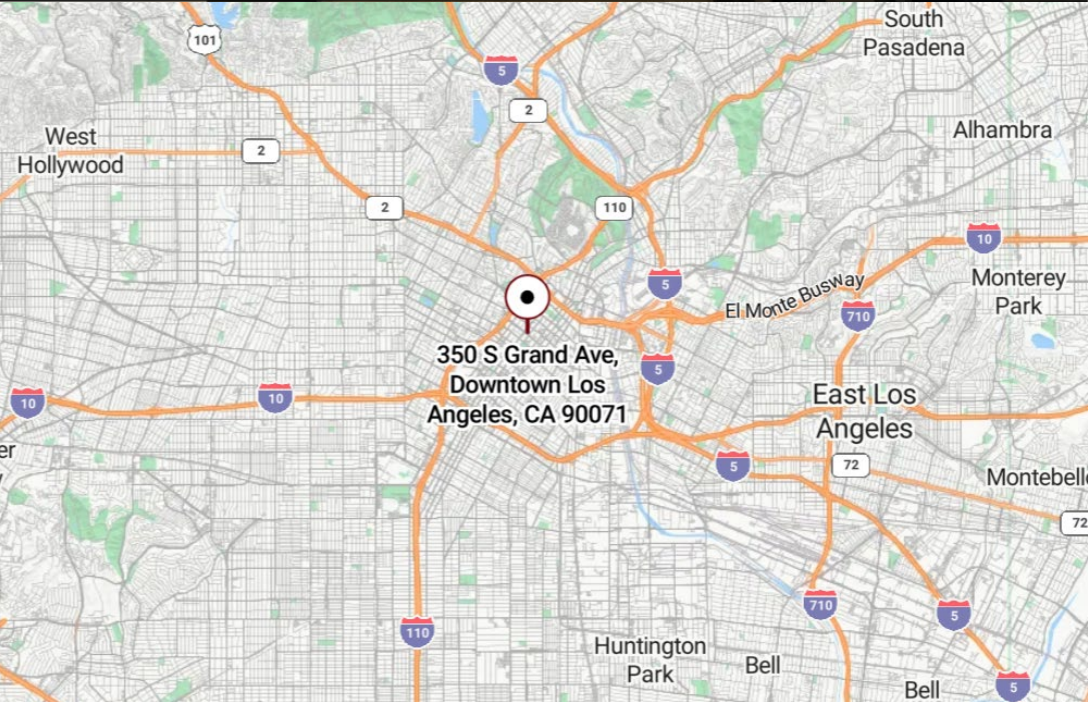 101
South
Pasadena
5
2
West
Hollywood
2
Alhambra
2
110
10
5
El Monte Busway
Monterey
Park
710
350 S Grand Ave,
Downtown Los
Angeles, CA 90071
5
10
10
East Los
Angeles
er
5
72
Montebello
72
710
5
110
Huntington
Park
Bell
Bell
5